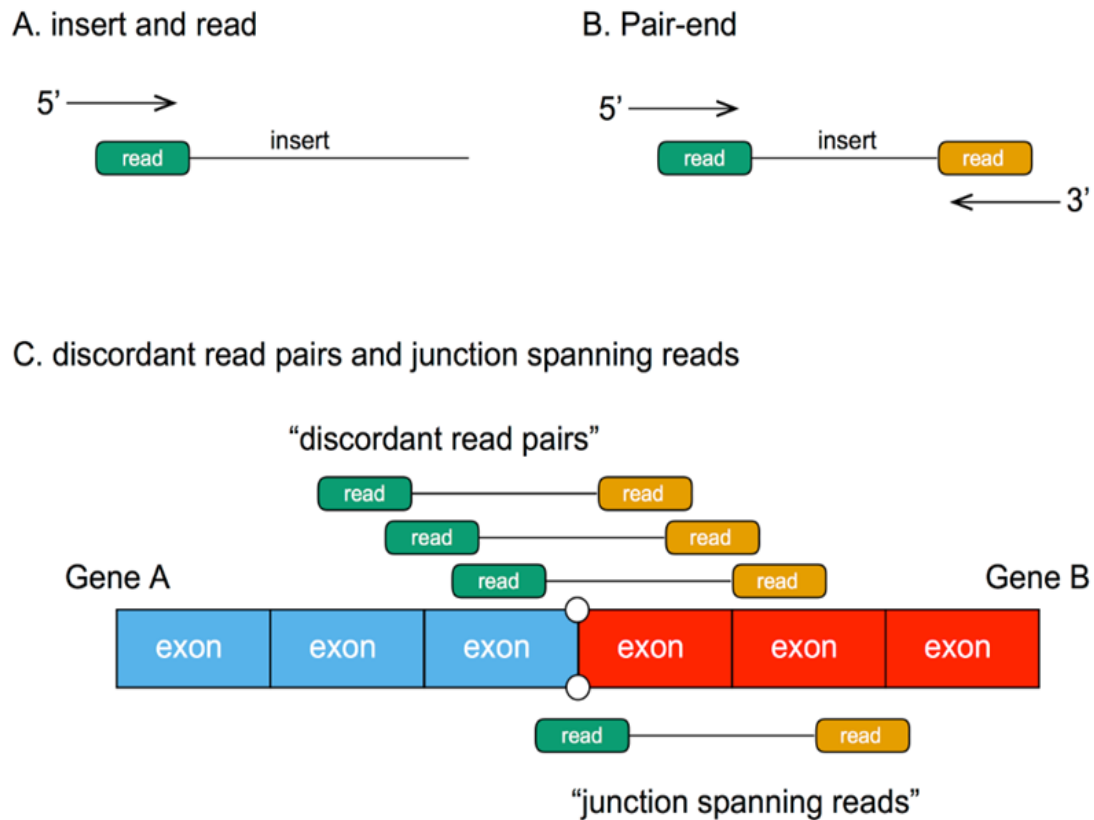 A. insert and read
B. Pair-end
5’
insert
read
5’
insert
read
read
3’
C. discordant read pairs and junction spanning reads
“discordant read pairs”
read
read
read
read
read
read
Gene A
Gene B
exon
exon
exon
exon
exon
exon
read
read
“junction spanning reads”